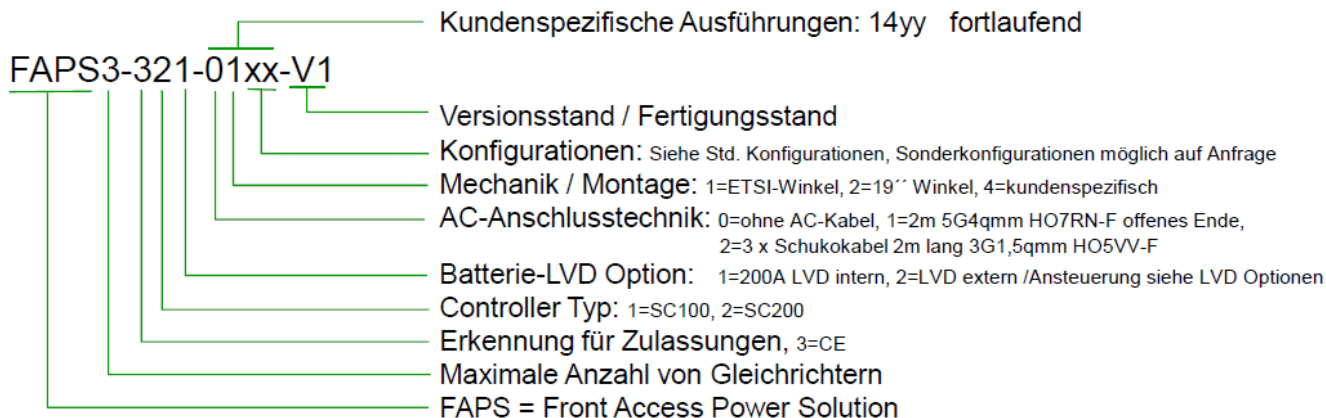 Kundenspezifische Ausführungen: 14yy fortlaufend
FAPS3-321-01xx-V1
Versionsstand / Fertigungsstand
Konfigurationen: Siehe Std. Konfigurationen, Sonderkonfigurationen möglich auf Anfrage
Mechanik / Montage: 1=ETSI-Winkel, 2=19´´ Winkel, 4=kundenspezifisch
AC-Anschlusstechnik: 0=ohne AC-Kabel, 1=2m 5G4qmm HO7RN-F offenes Ende,
2=3 x Schukokabel 2m lang 3G1,5qmm HO5VV-F
Batterie-LVD Option: 1=200A LVD intern, 2=LVD extern /Ansteuerung siehe LVD Optionen
Controller Typ: 1=SC100, 2=SC200
Erkennung für Zulassungen, 3=CE
Maximale Anzahl von Gleichrichtern
FAPS = Front Access Power Solution